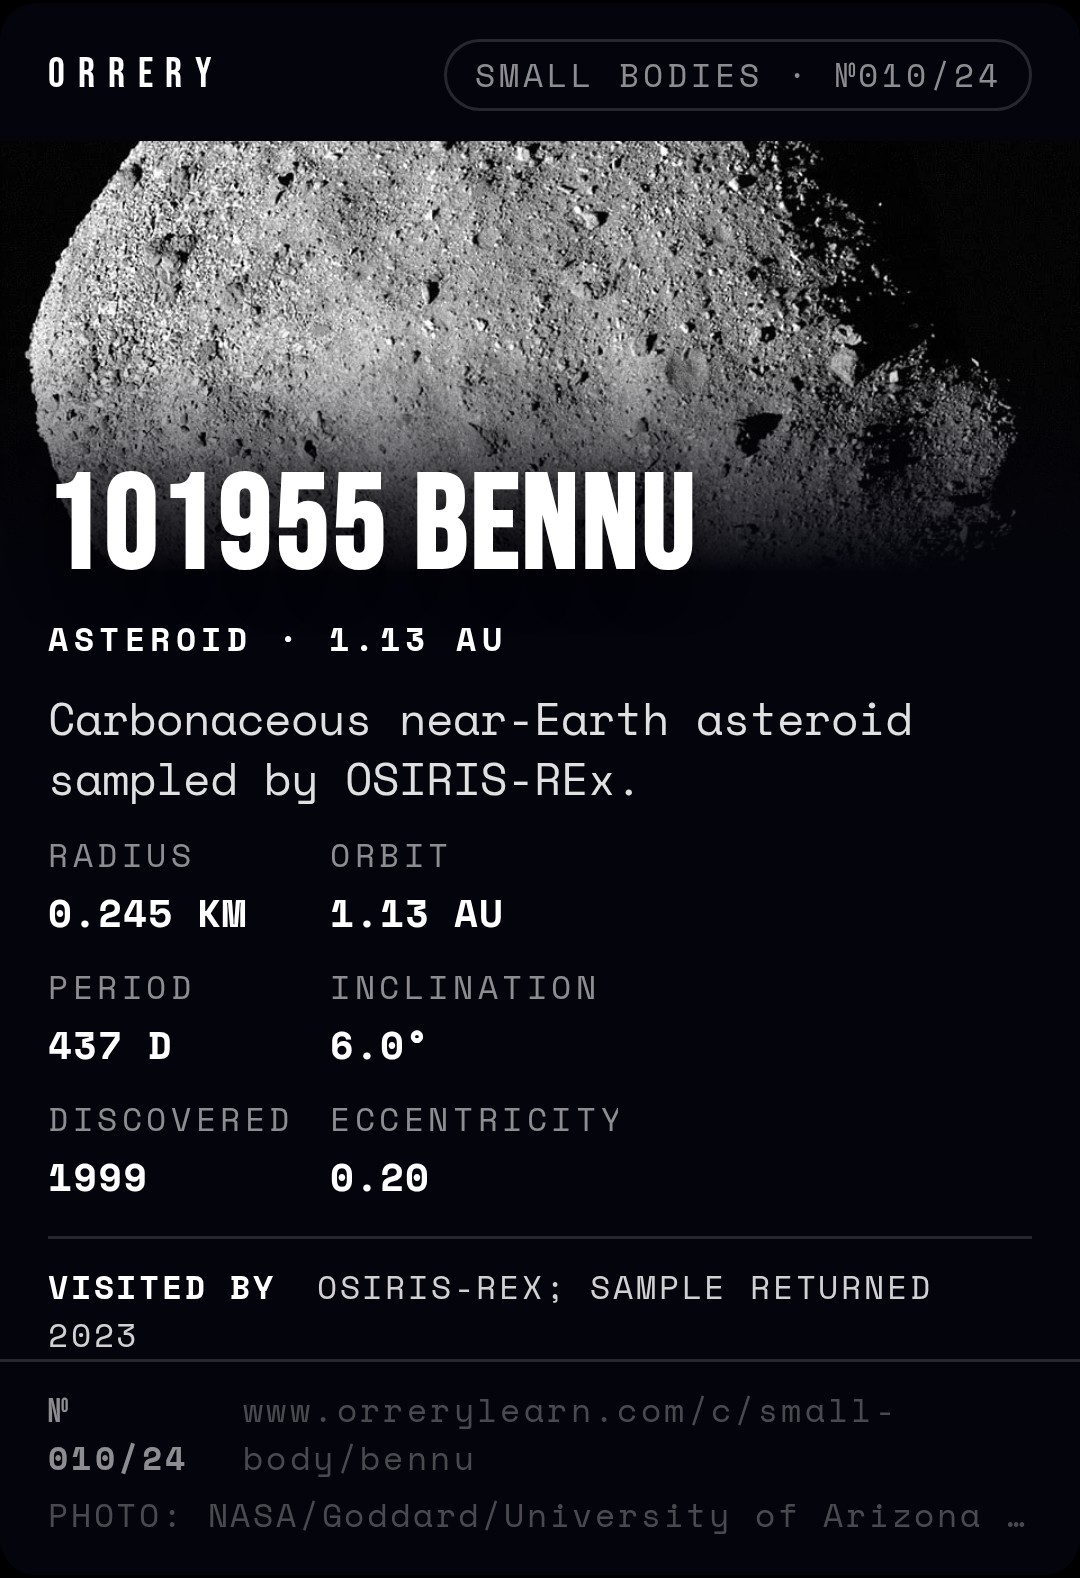 ORRERY
SMALL BODIES · №010/24
101955 BENNU
ASTEROID · 1.13 AU
Carbonaceous near-Earth asteroid
sampled by OSIRIS-REx.
RADIUS ORBIT
0.245 KM 1.13 AU
PERIOD INCLINATION
437 D 6.0°
DISCOVERED ECCENTRICITY
1999 0.20
VISITED BY OSIRIS-REX; SAMPLE RETURNED
2023
№
010/24
www.orrerylearn.com/c/small-
body/bennu
PHOTO: NASA/Goddard/University of Arizona …